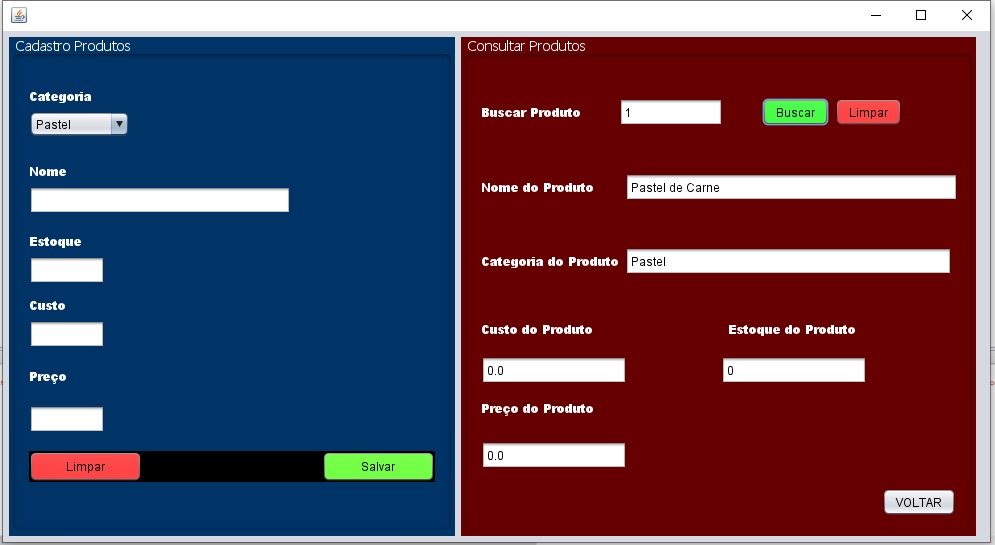 Cadastro Produtos
Categoria
Pastel
Nome
Estoque
Custo
Preço
Limpar
Salvar
Consultar Produtos
Buscar Produto
1
Buscar
Limpar
Nome do Produto
Pastel de Carne
Categoria do Produto
Pastel
Custo do Produto
Estoque do Produto
0.0
0
Preço do Produto
0.0
VOLTAR